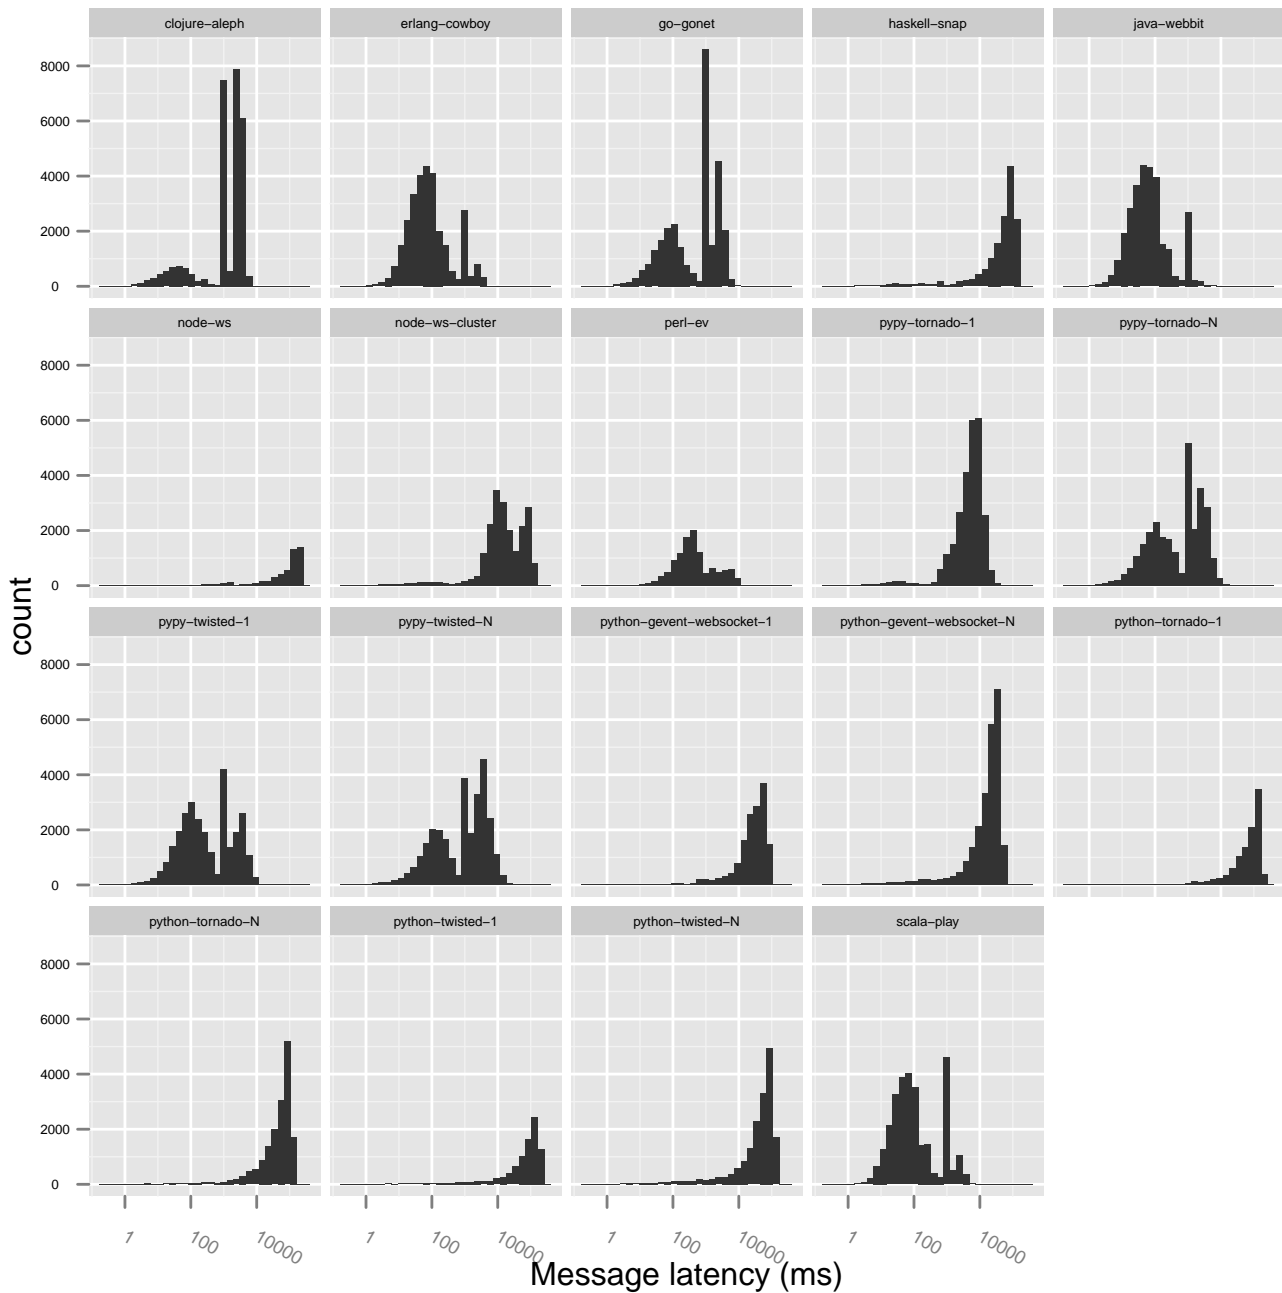 clojure−aleph erlang−cowboy go−gonet haskell−snap java−webbit
8000
6000
4000
2000
0
node−ws node−ws−cluster perl−ev pypy−tornado−1 pypy−tornado−N
8000
6000
4000
2000
0
count
pypy−twisted−1 pypy−twisted−N python−gevent−websocket−1 python−gevent−websocket−N python−tornado−1
8000
6000
4000
2000
0
python−tornado−N python−twisted−1 python−twisted−N scala−play
8000
6000
4000
2000
0
1 100 10000 1 100 10000 1 100 10000 1 100 10000
Message latency (ms)